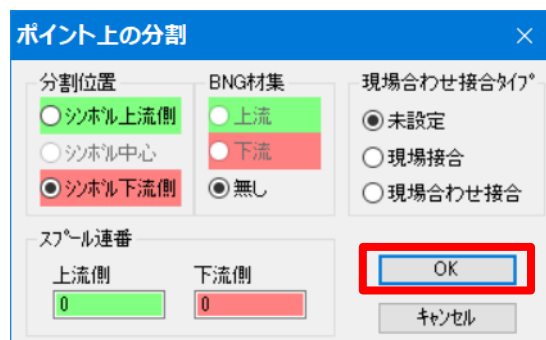 ポイント上の分割
分割位置
シンボル上流側
シンボル中心
シンボル下流側
BNG材集
上流
下流
無し
現場合わせ接合タイプ
未設定
現場接合
現場合わせ接合
スプール連番
上流側
下流側
0
0
OK
キャンセル